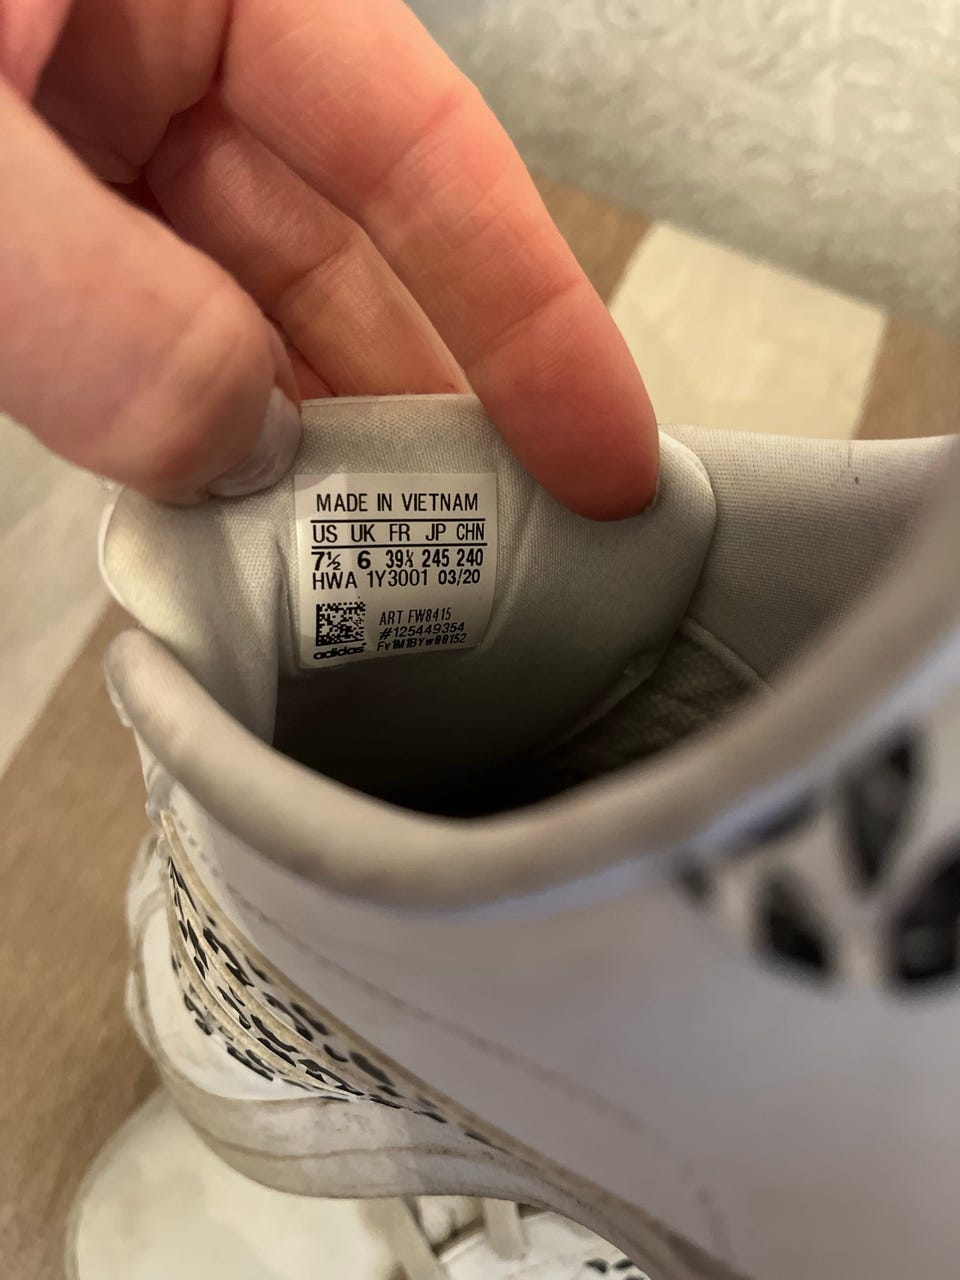 MADE IN VIETNAM
US UK FR JP CHN
7½ 6 39⅓ 245 240
HWA 1Y3001 03/20
ART FW8415
#125449354
Fv1M1BYw00152
adidas